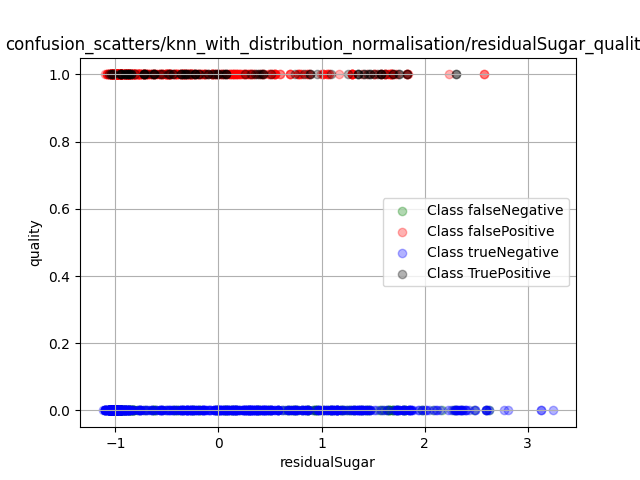 confusion_scatters/knn_with_distribution_normalisation/residualSugar_qualit
1.0
0.8
0.6
0.4
0.2
0.0
quality
Class falseNegative
Class falsePositive
Class trueNegative
Class TruePositive
−1
0
1
2
3
residualSugar